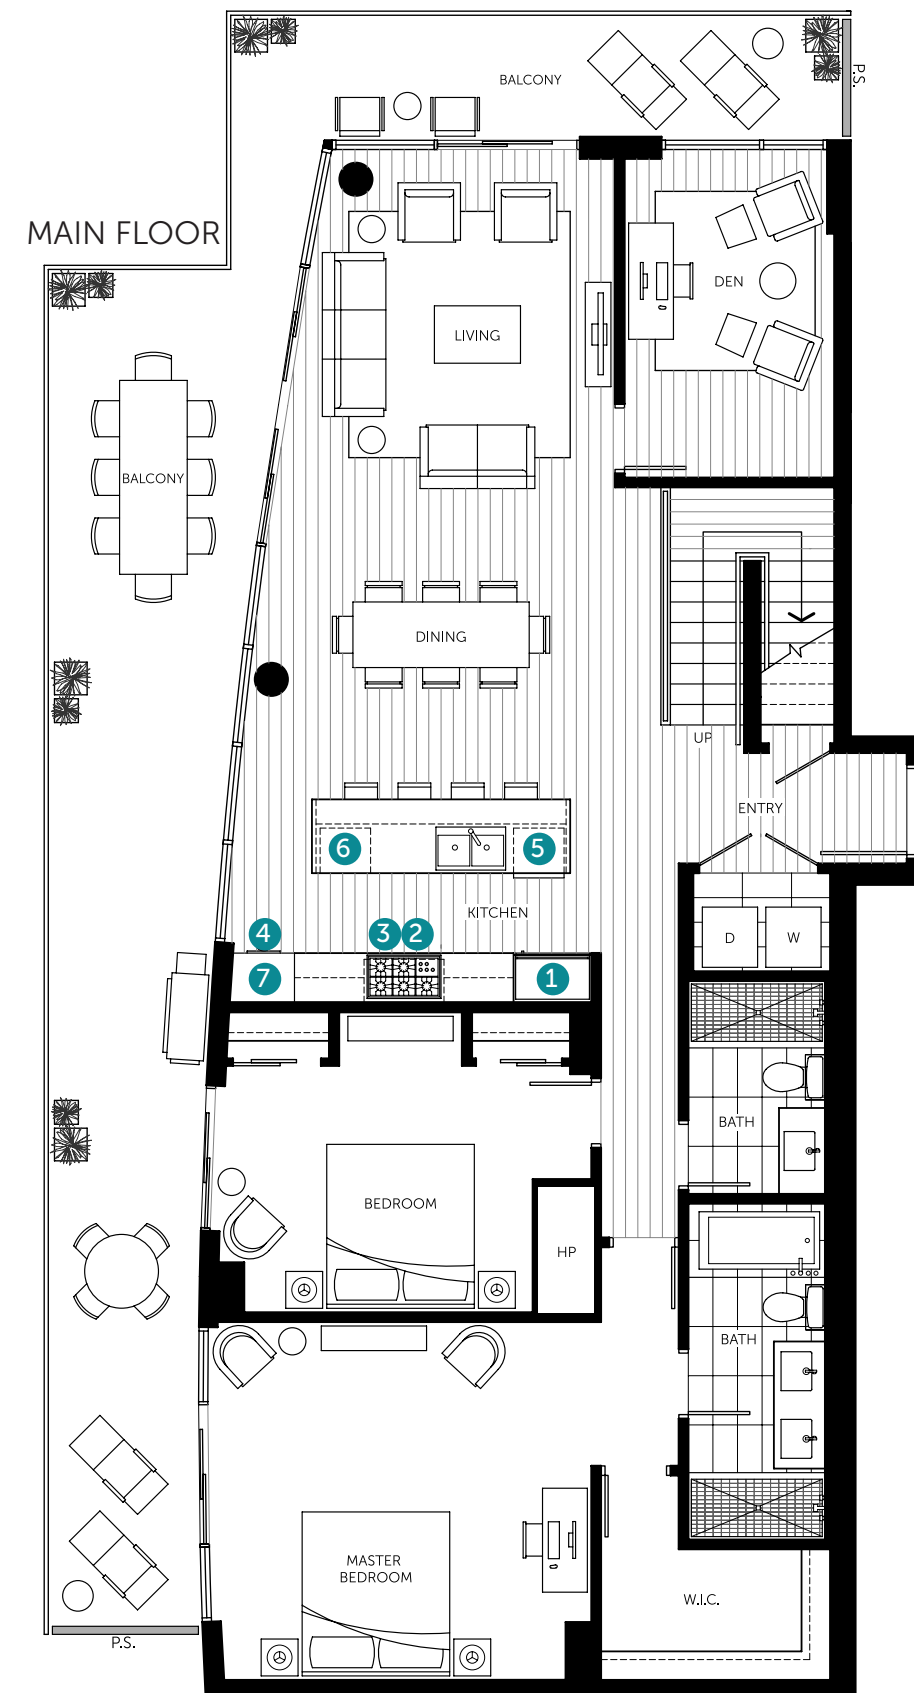 BALCONY
P.S.
MAIN FLOOR
DEN
LIVING
BALCONY
DINING
UP
ENTRY
6
5
KITCHEN
4
3
2
D
W
7
1
BATH
BEDROOM
HP
BATH
MASTER
BEDROOM
W.I.C.
P.S.